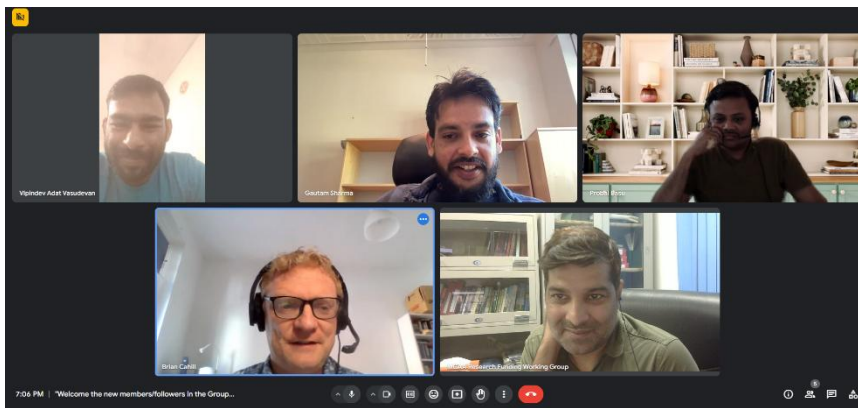 Vipindev Adat Vasudevan
Gautam Sharma
Brian Cahill
Research Funding Working Group
7:06 PM | "Welcome the new members/followers in the Group...